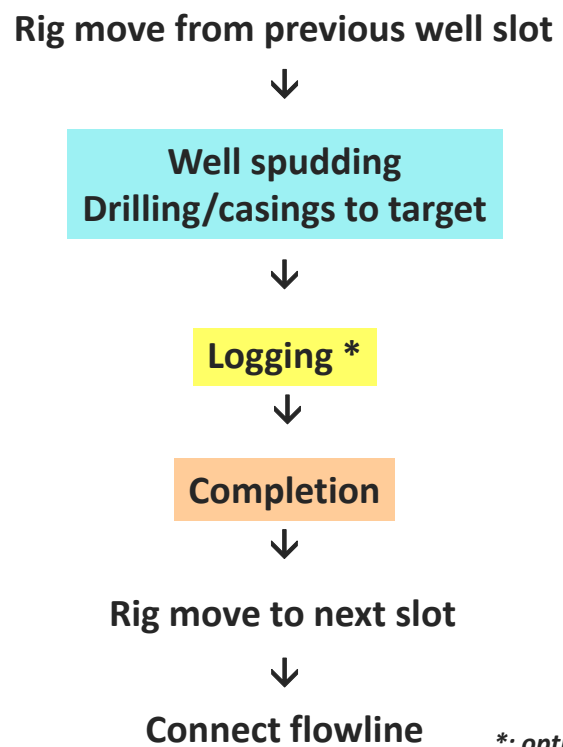 Rig move from previous well slot
↓
Well spudding
Drilling/casings to target
↓
Logging *
↓
Completion
↓
Rig move to next slot
↓
Connect flowline
*: